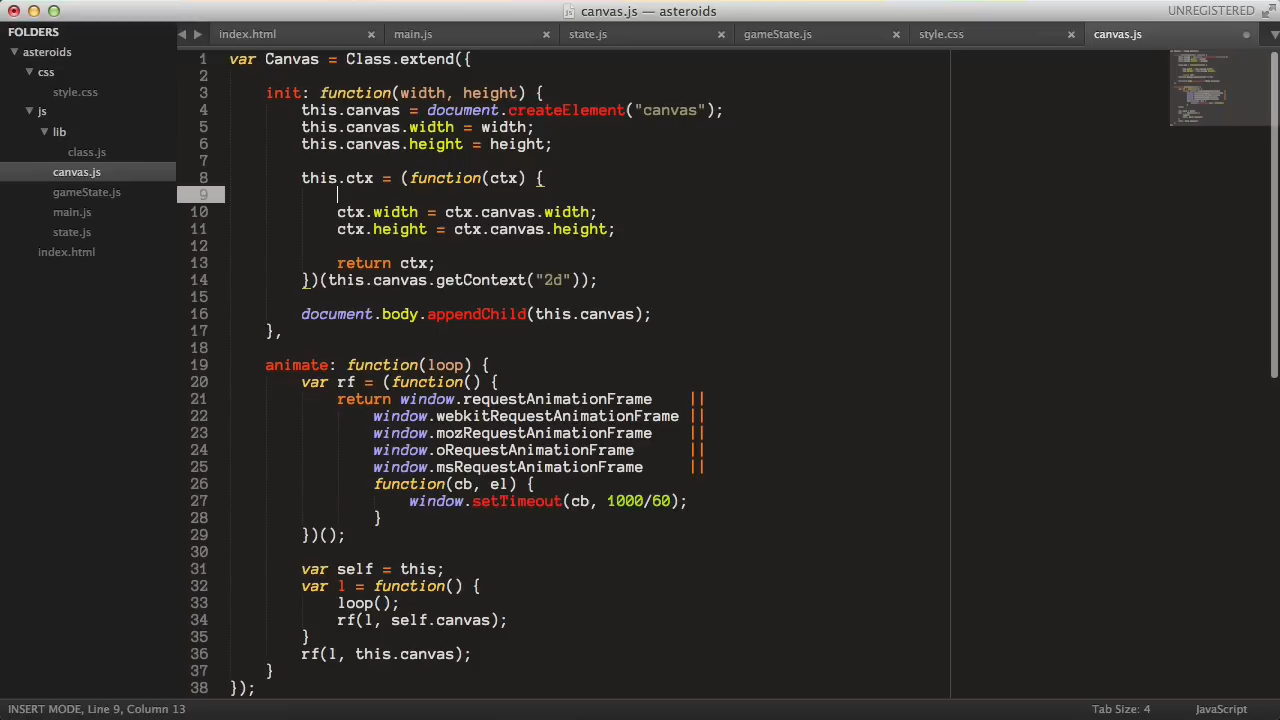 canvas.js — asteroids
UNREGISTERED
FOLDERS
asteroids
css
style.css
js
lib
class.js
canvas.js
gameState.js
main.js
state.js
index.html
index.html
main.js
state.js
gameState.js
style.css
canvas.js
1 var Canvas = Class.extend({
2
3 init: function(width, height) {
4 this.canvas = document.createElement("canvas");
5 this.canvas.width = width;
6 this.canvas.height = height;
7
8 this.ctx = (function(ctx) {
9
10 ctx.width = ctx.canvas.width;
11 ctx.height = ctx.canvas.height;
12
13 return ctx;
14 })(this.canvas.getContext("2d"));
15
16 document.body.appendChild(this.canvas);
17 },
18
19 animate: function(loop) {
20 var rf = (function() {
21 return window.requestAnimationFrame ||
22 window.webkitRequestAnimationFrame ||
23 window.mozRequestAnimationFrame ||
24 window.oRequestAnimationFrame ||
25 window.msRequestAnimationFrame ||
26 function(cb, el) {
27 window.setTimeout(cb, 1000/60);
28 }
29 })();
30
31 var self = this;
32 var l = function() {
33 loop();
34 rf(l, self.canvas);
35 }
36 rf(l, this.canvas);
37 }
38 });
INSERT MODE, Line 9, Column 13
Tab Size: 4
JavaScript